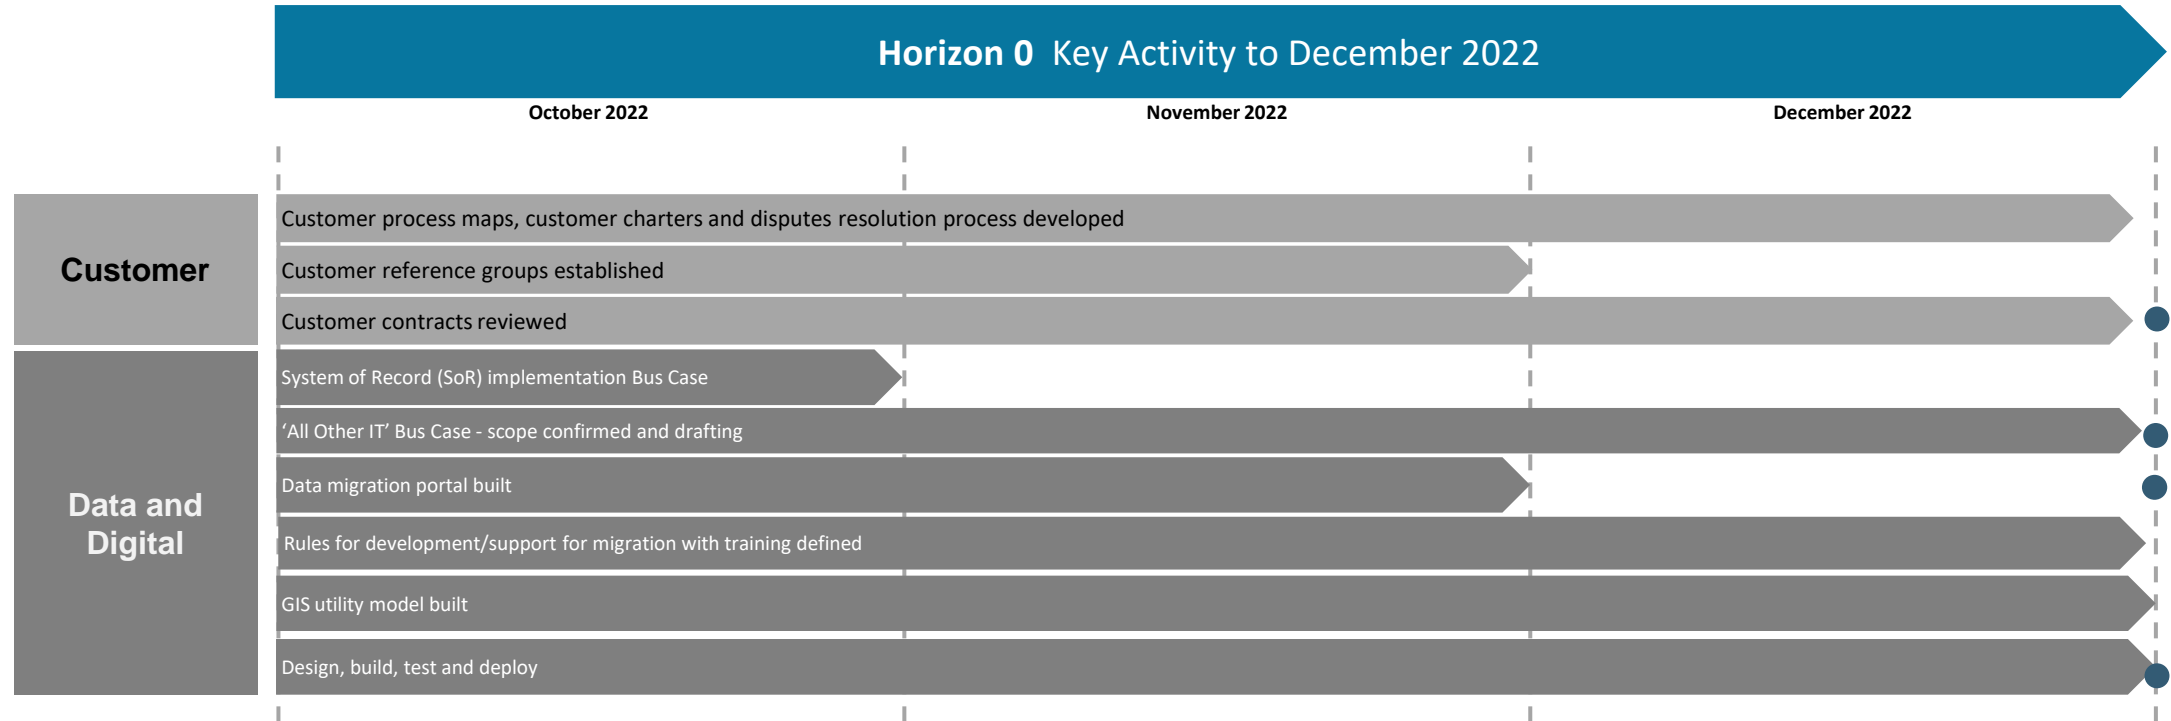 Horizon 0 Key Activity to December 2022
October 2022
November 2022
December 2022
Customer
Customer process maps, customer charters and disputes resolution process developed
Customer reference groups established
Customer contracts reviewed
Data and
Digital
System of Record (SoR) implementation Bus Case
‘All Other IT’ Bus Case - scope confirmed and drafting
Data migration portal built
Rules for development/support for migration with training defined
GIS utility model built
Design, build, test and deploy